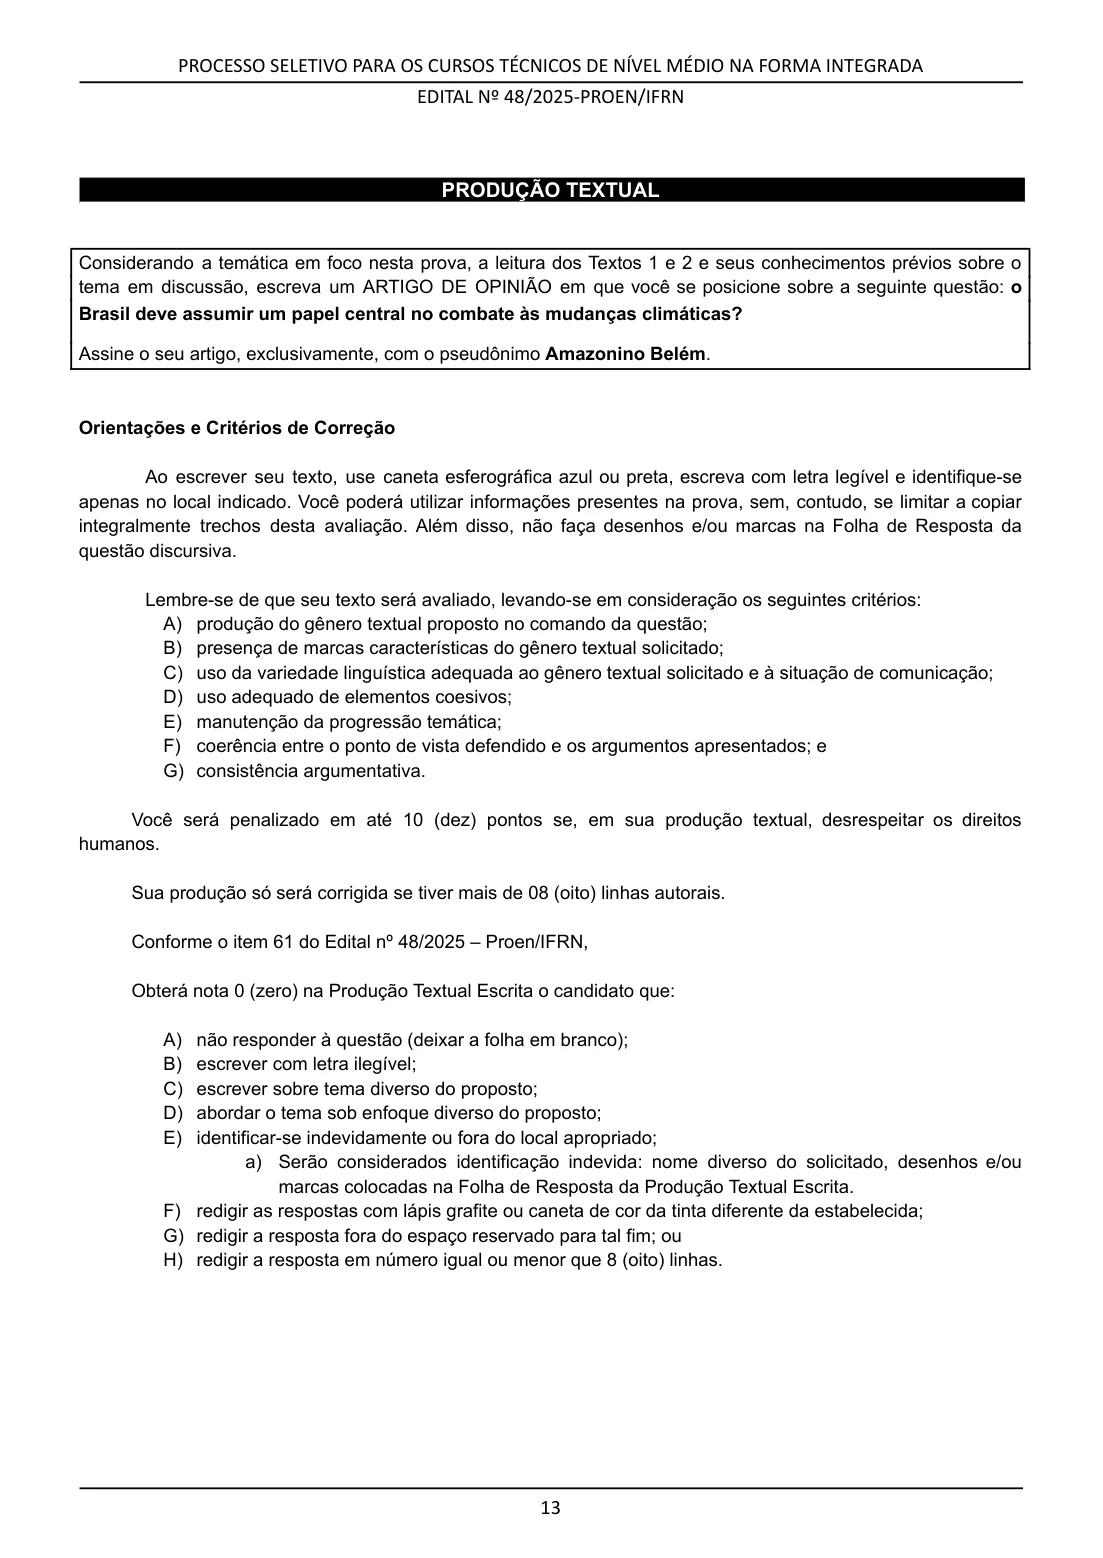 PROCESSO SELETIVO PARA OS CURSOS TÉCNICOS DE NÍVEL MÉDIO NA FORMA INTEGRADA
EDITAL Nº 48/2025-PROEN/IFRN
PRODUÇÃO TEXTUAL
Considerando a temática em foco nesta prova, a leitura dos Textos 1 e 2 e seus conhecimentos prévios sobre o
tema em discussão, escreva um ARTIGO DE OPINIÃO em que você se posicione sobre a seguinte questão: o
Brasil deve assumir um papel central no combate às mudanças climáticas?
Assine o seu artigo, exclusivamente, com o pseudônimo Amazonino Belém.
Orientações e Critérios de Correção
Ao escrever seu texto, use caneta esferográfica azul ou preta, escreva com letra legível e identifique-se
apenas no local indicado. Você poderá utilizar informações presentes na prova, sem, contudo, se limitar a copiar
integralmente trechos desta avaliação. Além disso, não faça desenhos e/ou marcas na Folha de Resposta da
questão discursiva.
Lembre-se de que seu texto será avaliado, levando-se em consideração os seguintes critérios:
A) produção do gênero textual proposto no comando da questão;
B) presença de marcas características do gênero textual solicitado;
C) uso da variedade linguística adequada ao gênero textual solicitado e à situação de comunicação;
D) uso adequado de elementos coesivos;
E) manutenção da progressão temática;
F) coerência entre o ponto de vista defendido e os argumentos apresentados; e
G) consistência argumentativa.
Você será penalizado em até 10 (dez) pontos se, em sua produção textual, desrespeitar os direitos
humanos.
Sua produção só será corrigida se tiver mais de 08 (oito) linhas autorais.
Conforme o item 61 do Edital nº 48/2025 – Proen/IFRN,
Obterá nota 0 (zero) na Produção Textual Escrita o candidato que:
A) não responder à questão (deixar a folha em branco);
B) escrever com letra ilegível;
C) escrever sobre tema diverso do proposto;
D) abordar o tema sob enfoque diverso do proposto;
E) identificar-se indevidamente ou fora do local apropriado;
a) Serão considerados identificação indevida: nome diverso do solicitado, desenhos e/ou
marcas colocadas na Folha de Resposta da Produção Textual Escrita.
F) redigir as respostas com lápis grafite ou caneta de cor da tinta diferente da estabelecida;
G) redigir a resposta fora do espaço reservado para tal fim; ou
H) redigir a resposta em número igual ou menor que 8 (oito) linhas.
13